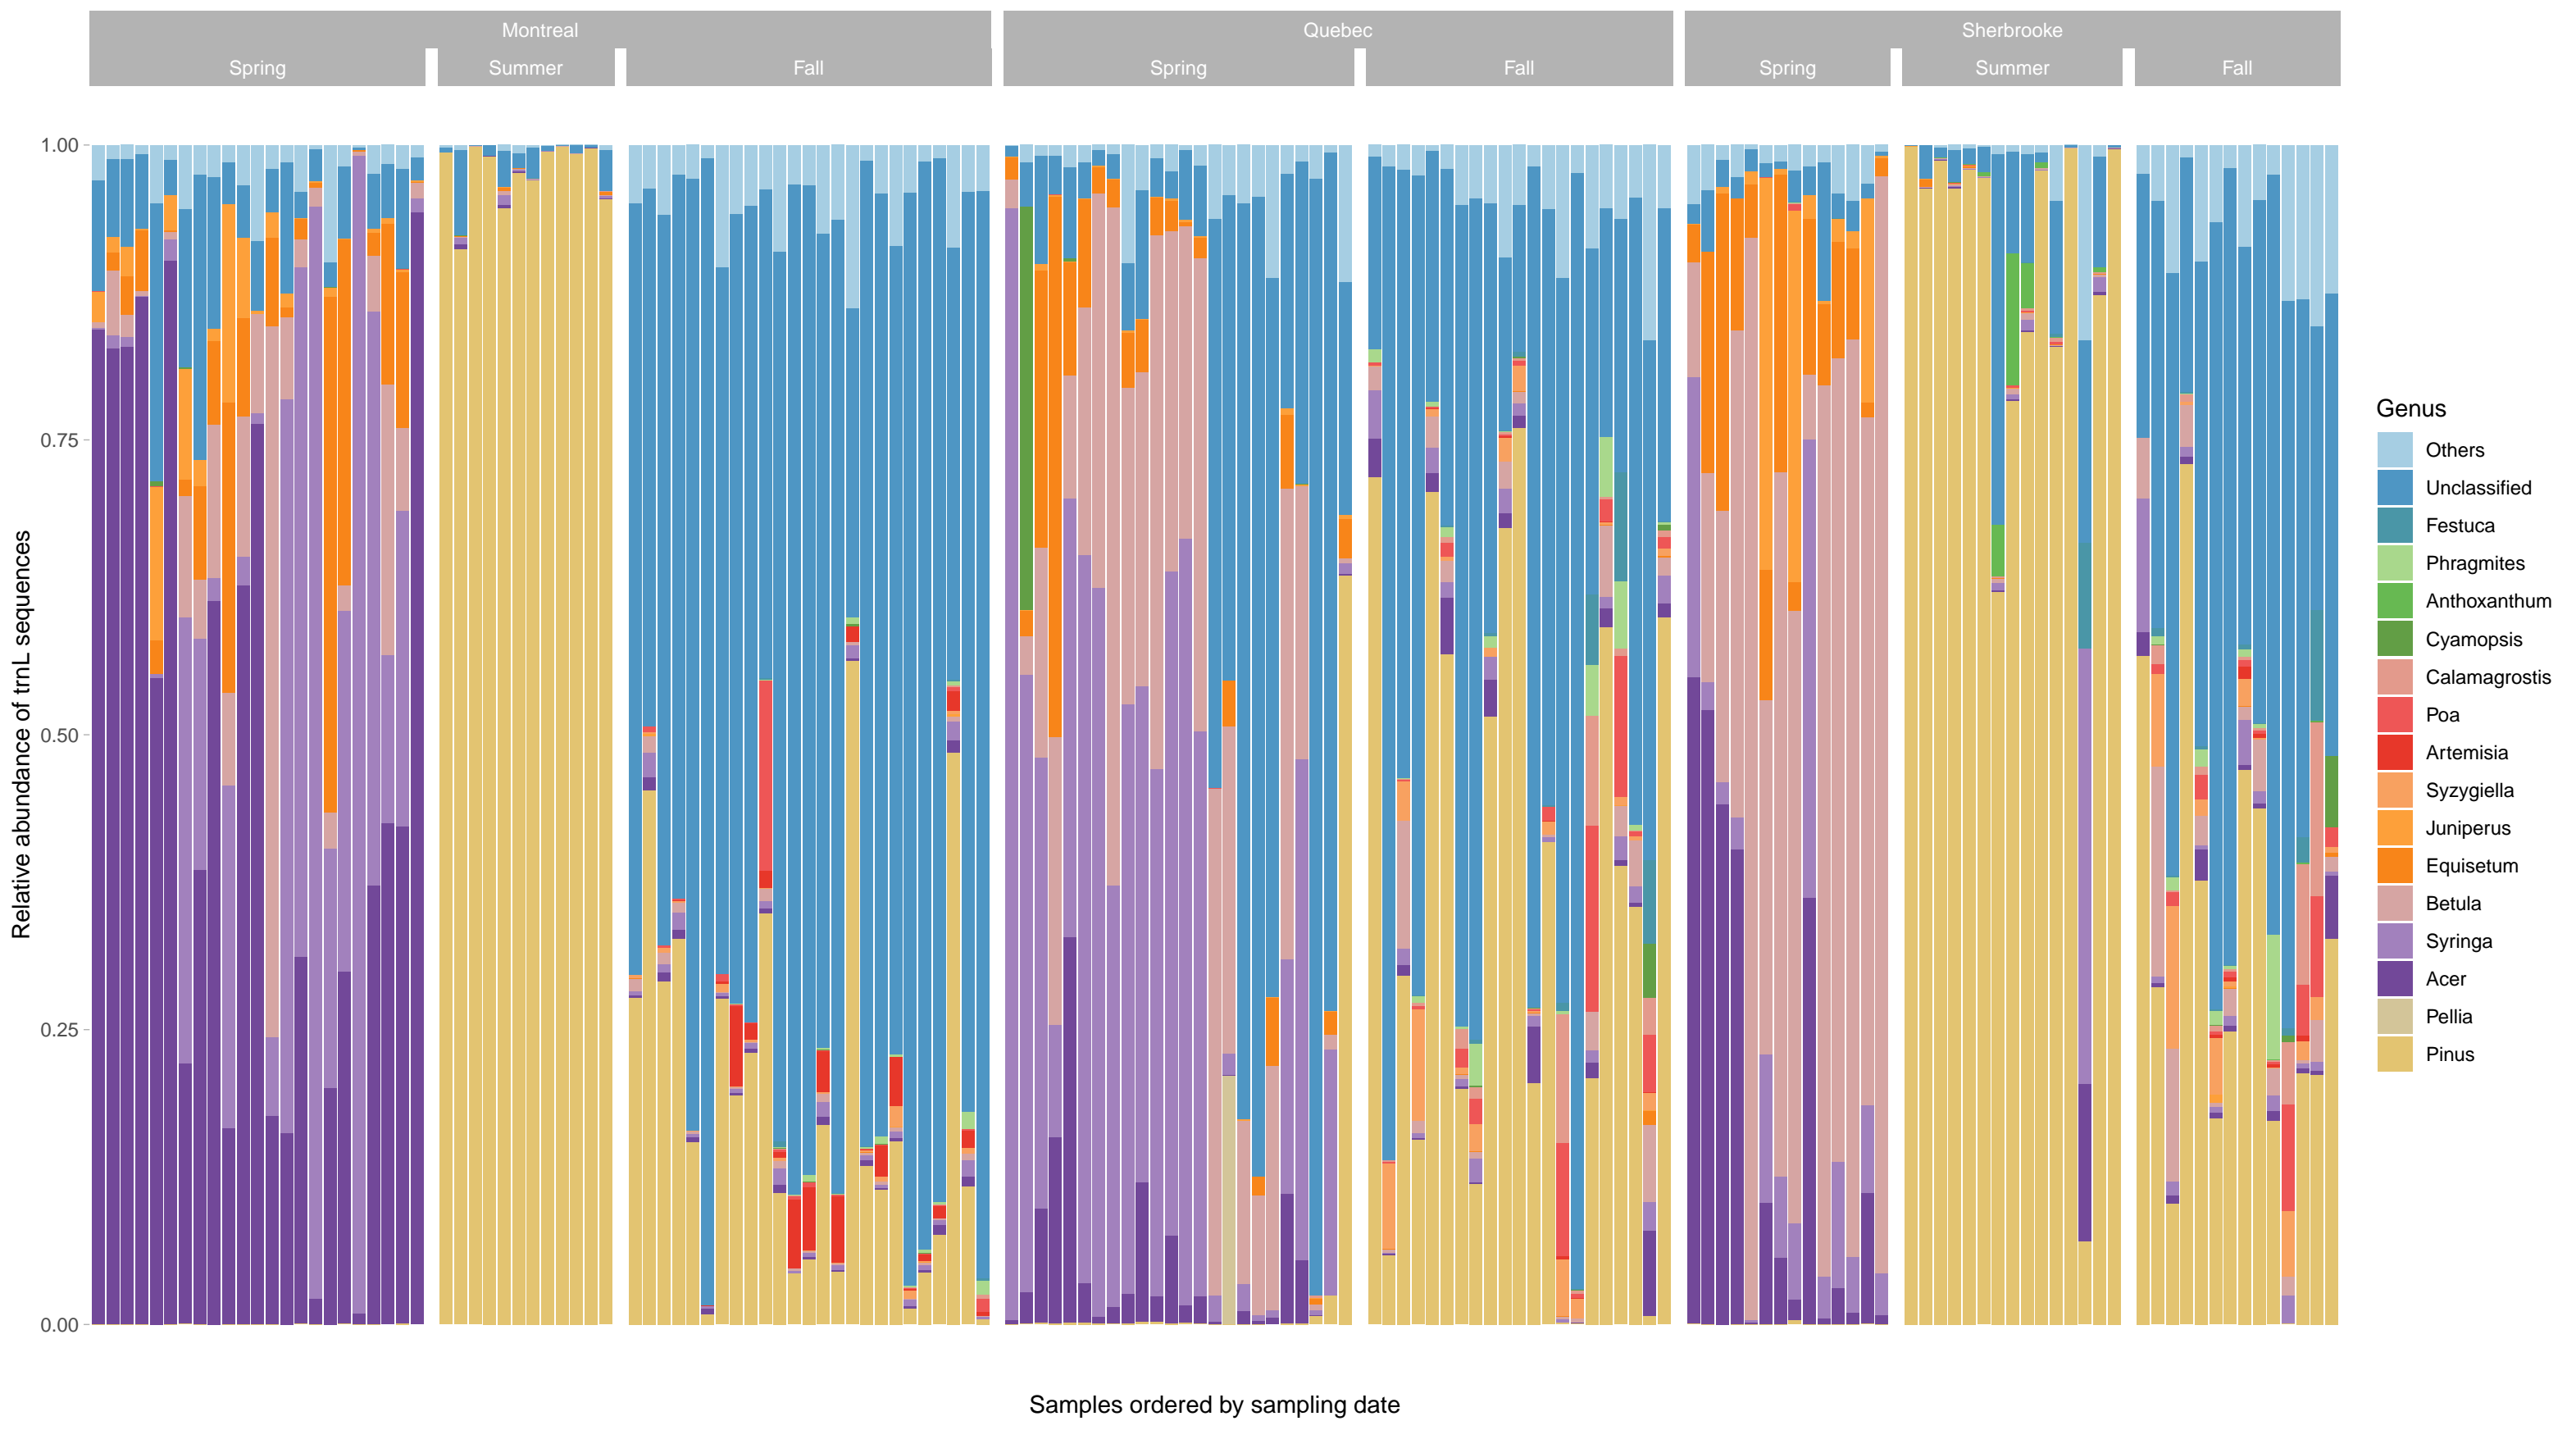 Montreal Quebec Sherbrooke
Spring Summer Fall Spring Fall Spring Summer Fall
1.00
0.75
0.50
0.25
0.00
Relative abundance of trnL sequences
Samples ordered by sampling date
Genus
Others
Unclassified
Festuca
Phragmites
Anthoxanthum
Cyamopsis
Calamagrostis
Poa
Artemisia
Syzygiella
Juniperus
Equisetum
Betula
Syringa
Acer
Pellia
Pinus